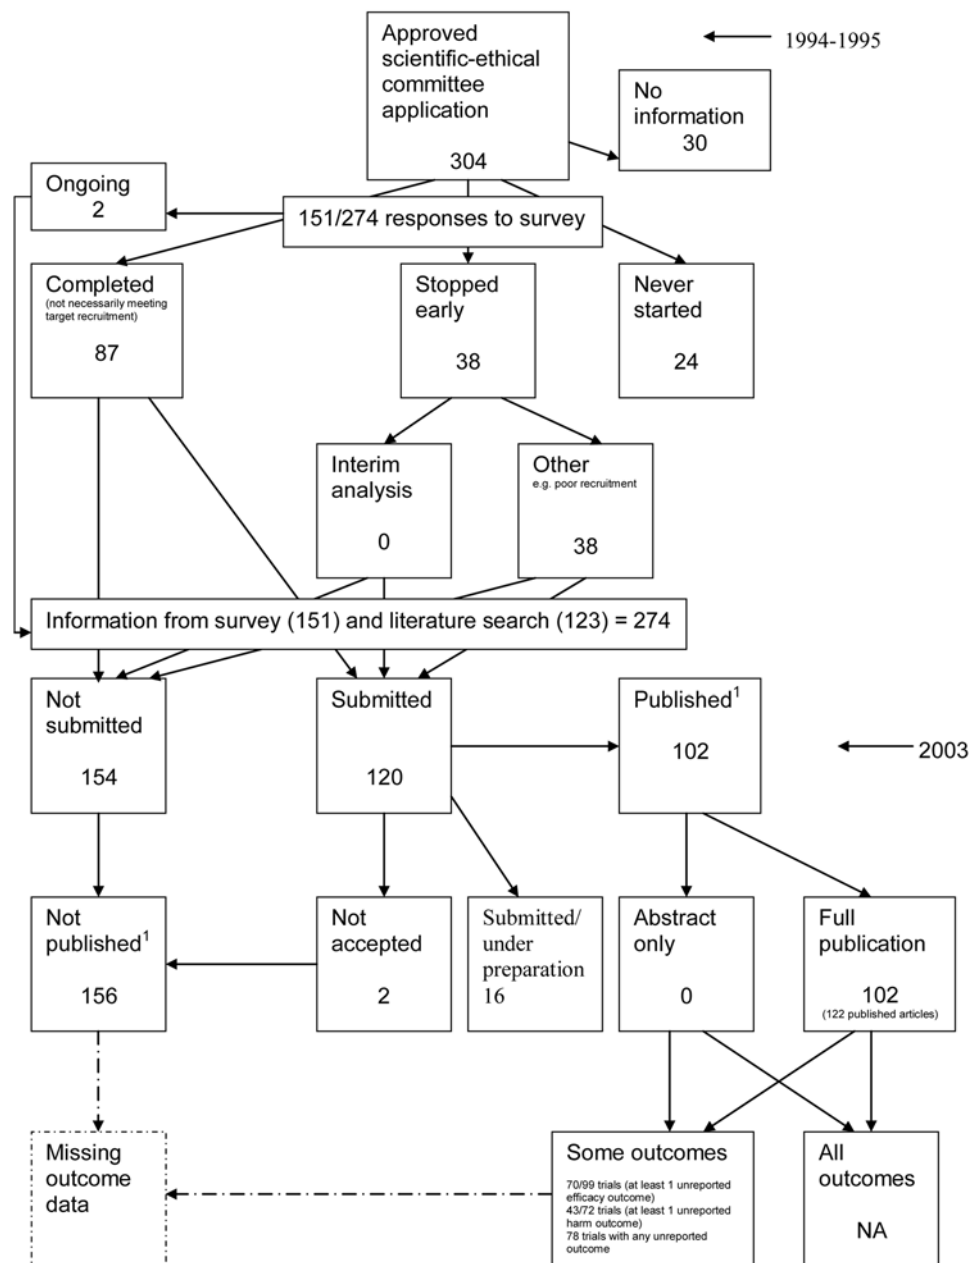 Approved
scientific-ethical
committee
application
304
1994-1995
No
information
30
Ongoing
2
151/274 responses to survey
Completed
(not necessarily meeting
target recruitment)
87
Stopped
early
38
Never
started
24
Interim
analysis
0
Other
e.g. poor recruitment
38
Information from survey (151) and literature search (123) = 274
Not
submitted
154
Submitted
120
Published1
102
2003
Not
published1
156
Not
accepted
2
Submitted/
under
preparation
16
Abstract
only
0
Full
publication
102
(122 published articles)
Missing
outcome
data
Some outcomes
70/99 trials (at least 1 unreported
efficacy outcome)
43/72 trials (at least 1 unreported
harm outcome)
78 trials with any unreported
outcome
All
outcomes
NA